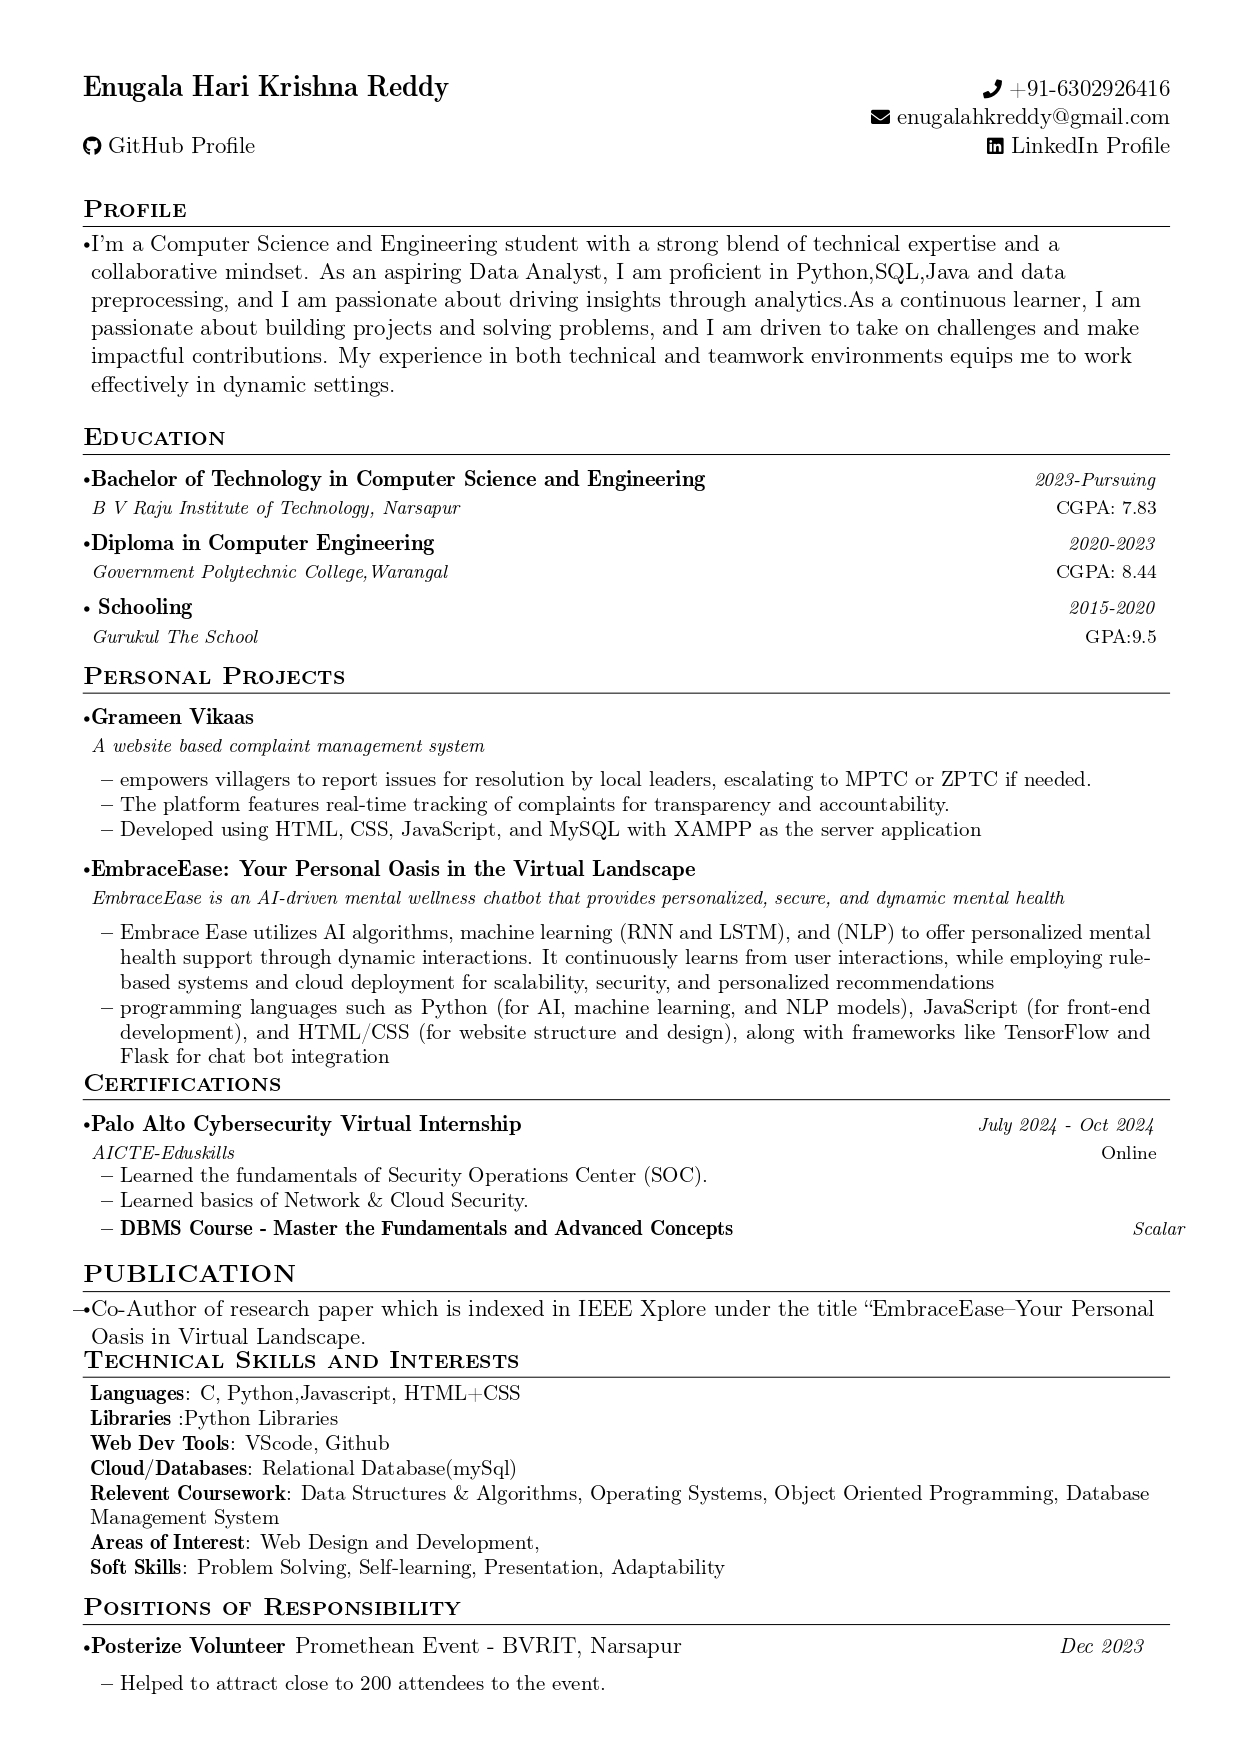 Enugala Hari Krishna Reddy
+91-6302926416
enugalahkreddy@gmail.com
GitHub Profile
LinkedIn Profile
PROFILE
•I'm a Computer Science and Engineering student with a strong blend of technical expertise and a
collaborative mindset. As an aspiring Data Analyst, I am proficient in Python,SQL,Java and data
preprocessing, and I am passionate about driving insights through analytics.As a continuous learner, I am
passionate about building projects and solving problems, and I am driven to take on challenges and make
impactful contributions. My experience in both technical and teamwork environments equips me to work
effectively in dynamic settings.
EDUCATION
•Bachelor of Technology in Computer Science and Engineering 2023-Pursuing
B V Raju Institute of Technology, Narsapur CGPA: 7.83
•Diploma in Computer Engineering 2020-2023
Government Polytechnic College,Warangal CGPA: 8.44
• Schooling 2015-2020
Gurukul The School GPA:9.5
PERSONAL PROJECTS
•Grameen Vikaas
A website based complaint management system
– empowers villagers to report issues for resolution by local leaders, escalating to MPTC or ZPTC if needed.
– The platform features real-time tracking of complaints for transparency and accountability.
– Developed using HTML, CSS, JavaScript, and MySQL with XAMPP as the server application
•EmbraceEase: Your Personal Oasis in the Virtual Landscape
EmbraceEase is an AI-driven mental wellness chatbot that provides personalized, secure, and dynamic mental health
– Embrace Ease utilizes AI algorithms, machine learning (RNN and LSTM), and (NLP) to offer personalized mental
health support through dynamic interactions. It continuously learns from user interactions, while employing rule-
based systems and cloud deployment for scalability, security, and personalized recommendations
– programming languages such as Python (for AI, machine learning, and NLP models), JavaScript (for front-end
development), and HTML/CSS (for website structure and design), along with frameworks like TensorFlow and
Flask for chat bot integration
CERTIFICATIONS
•Palo Alto Cybersecurity Virtual Internship July 2024 - Oct 2024
AICTE-Eduskills Online
– Learned the fundamentals of Security Operations Center (SOC).
– Learned basics of Network & Cloud Security.
– DBMS Course - Master the Fundamentals and Advanced Concepts Scalar
PUBLICATION
–•Co-Author of research paper which is indexed in IEEE Xplore under the title “EmbraceEase–Your Personal
Oasis in Virtual Landscape.
TECHNICAL SKILLS AND INTERESTS
Languages: C, Python,Javascript, HTML+CSS
Libraries :Python Libraries
Web Dev Tools: VScode, Github
Cloud/Databases: Relational Database(mySql)
Relevent Coursework: Data Structures & Algorithms, Operating Systems, Object Oriented Programming, Database
Management System
Areas of Interest: Web Design and Development,
Soft Skills: Problem Solving, Self-learning, Presentation, Adaptability
POSITIONS OF RESPONSIBILITY
•Posterize Volunteer Promethean Event - BVRIT, Narsapur Dec 2023
– Helped to attract close to 200 attendees to the event.